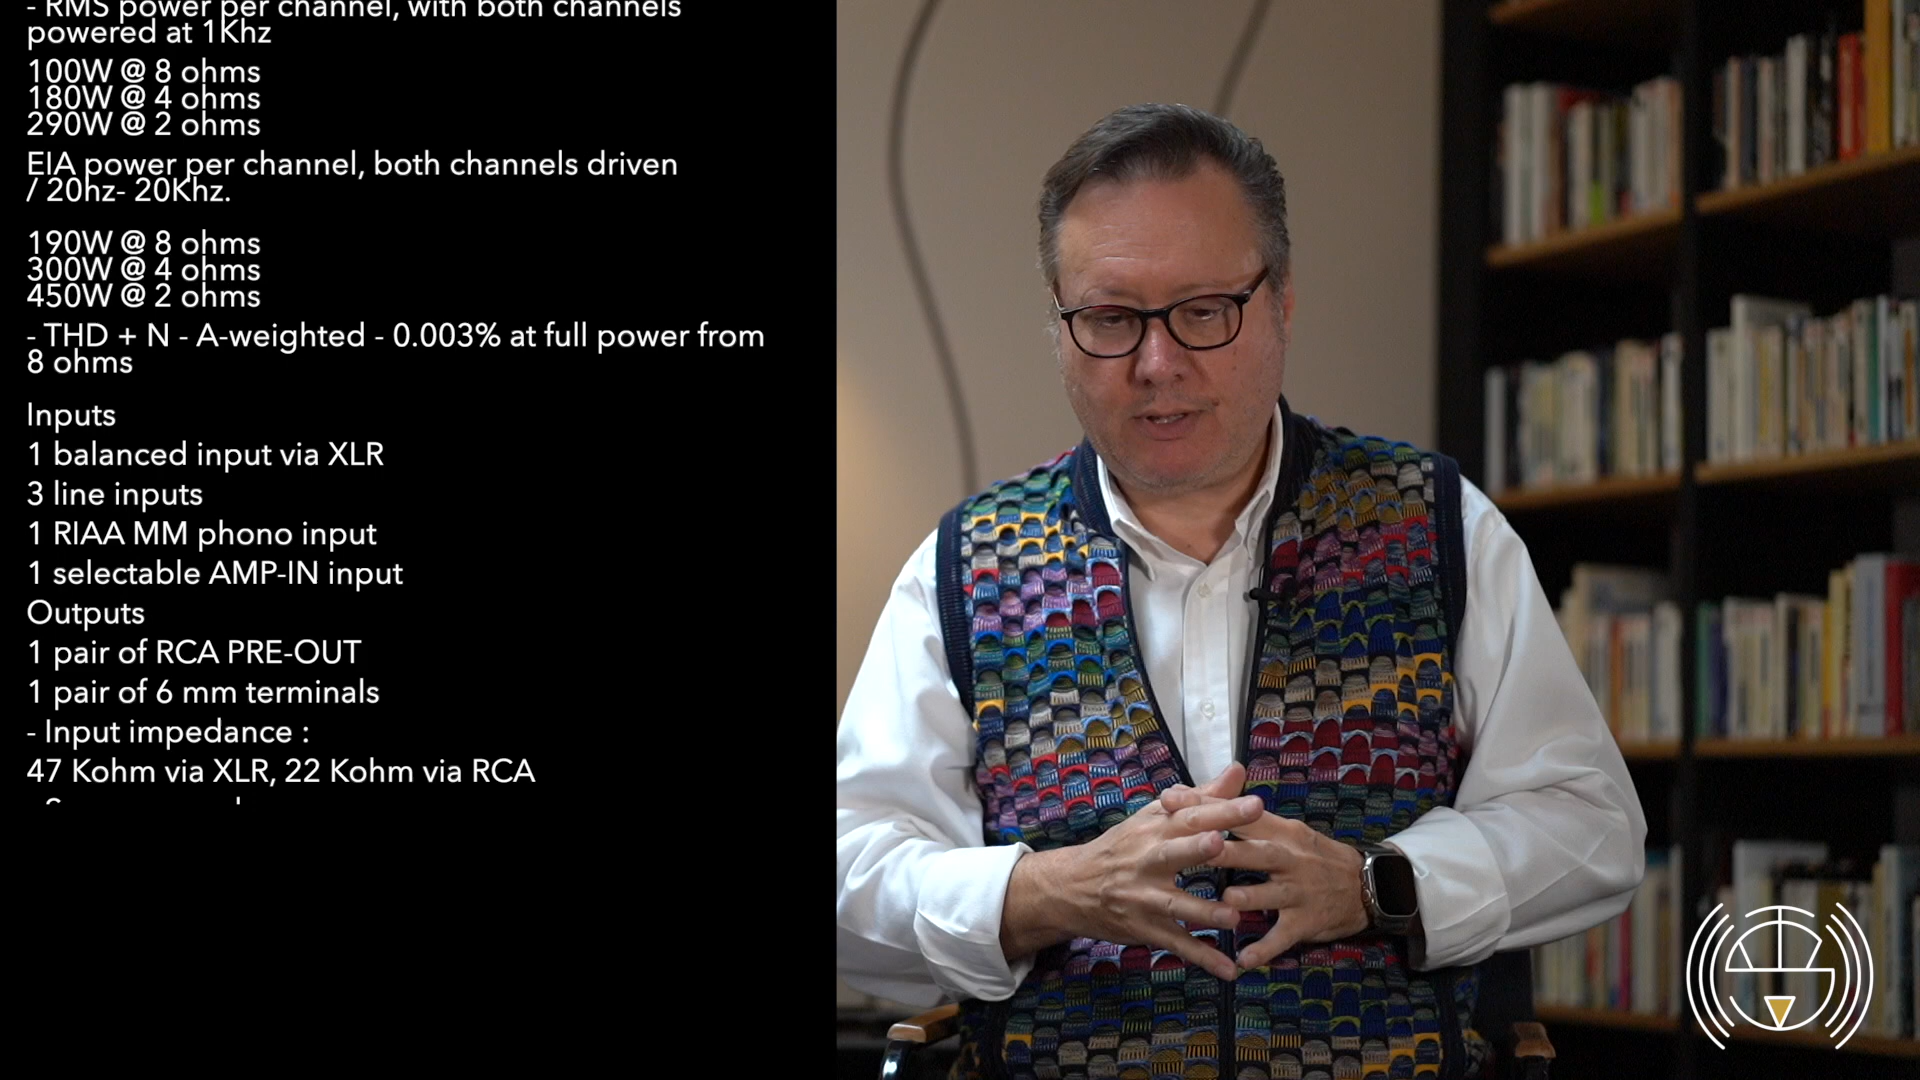 - RMS power per channel, with both channels
powered at 1Khz
100W @ 8 ohms
180W @ 4 ohms
290W @ 2 ohms
EIA power per channel, both channels driven
/ 20hz- 20Khz.
190W @ 8 ohms
300W @ 4 ohms
450W @ 2 ohms
- THD + N - A-weighted - 0.003% at full power from
8 ohms
Inputs
1 balanced input via XLR
3 line inputs
1 RIAA MM phono input
1 selectable AMP-IN input
Outputs
1 pair of RCA PRE-OUT
1 pair of 6 mm terminals
- Input impedance :
47 Kohm via XLR, 22 Kohm via RCA